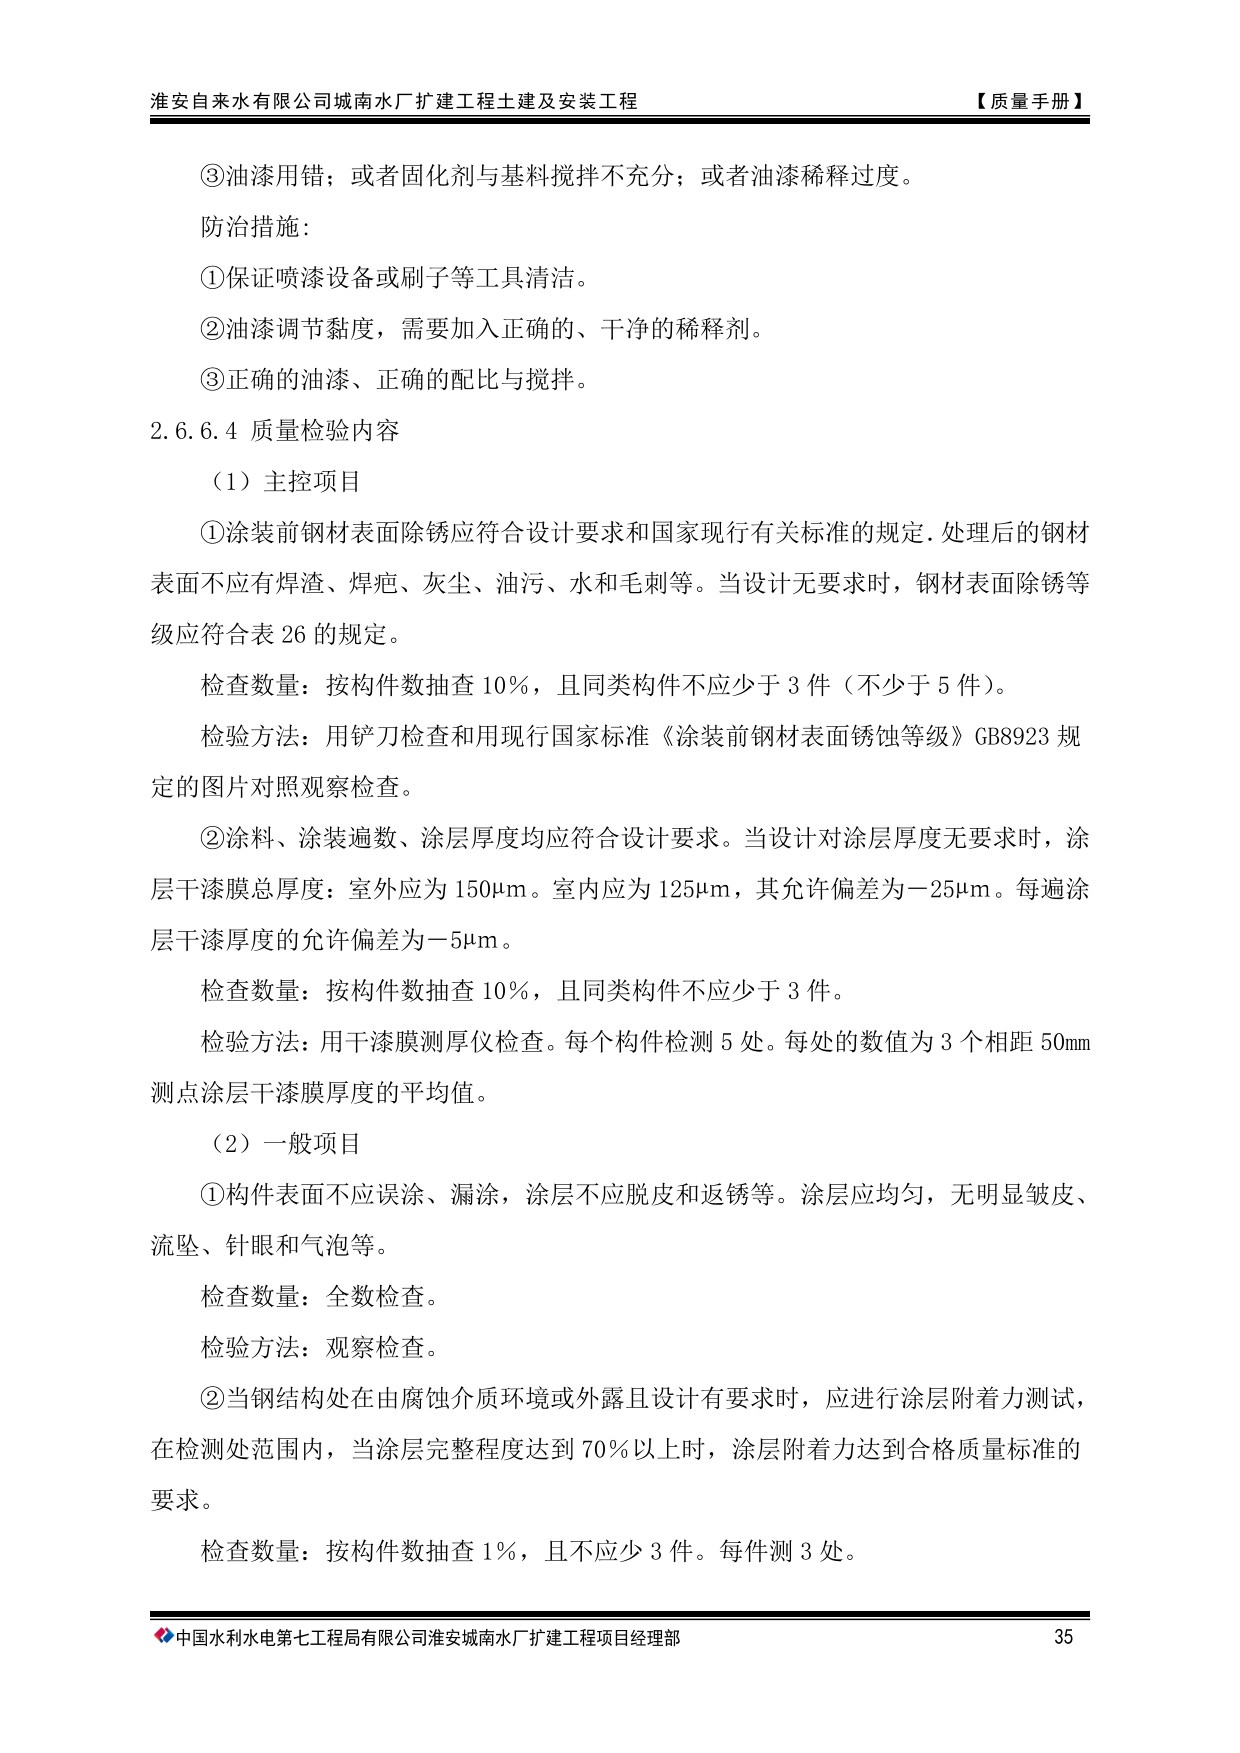 淮安自来水有限公司城南水厂扩建工程土建及安装工程 【质量手册】
③油漆用错；或者固化剂与基料搅拌不充分；或者油漆稀释过度。
防治措施：
①保证喷漆设备或刷子等工具清洁。
②油漆调节黏度，需要加入正确的、干净的稀释剂。
③正确的油漆、正确的配比与搅拌。
2.6.6.4 质量检验内容
（1）主控项目
①涂装前钢材表面除锈应符合设计要求和国家现行有关标准的规定.处理后的钢材
表面不应有焊渣、焊疤、灰尘、油污、水和毛刺等。当设计无要求时，钢材表面除锈等
级应符合表 26 的规定。
检查数量：按构件数抽查 10％，且同类构件不应少于 3 件（不少于 5 件）。
检验方法：用铲刀检查和用现行国家标准《涂装前钢材表面锈蚀等级》GB8923 规
定的图片对照观察检查。
②涂料、涂装遍数、涂层厚度均应符合设计要求。当设计对涂层厚度无要求时，涂
层干漆膜总厚度：室外应为 150μm。室内应为 125μm，其允许偏差为－25μm。每遍涂
层干漆厚度的允许偏差为－5μm。
检查数量：按构件数抽查 10％，且同类构件不应少于 3 件。
检验方法：用干漆膜测厚仪检查。每个构件检测 5 处。每处的数值为 3 个相距 50mm
测点涂层干漆膜厚度的平均值。
（2）一般项目
①构件表面不应误涂、漏涂，涂层不应脱皮和返锈等。涂层应均匀，无明显皱皮、
流坠、针眼和气泡等。
检查数量：全数检查。
检验方法：观察检查。
②当钢结构处在由腐蚀介质环境或外露且设计有要求时，应进行涂层附着力测试，
在检测处范围内，当涂层完整程度达到 70％以上时，涂层附着力达到合格质量标准的
要求。
检查数量：按构件数抽查 1％，且不应少 3 件。每件测 3 处。
中国水利水电第七工程局有限公司淮安城南水厂扩建工程项目经理部 35